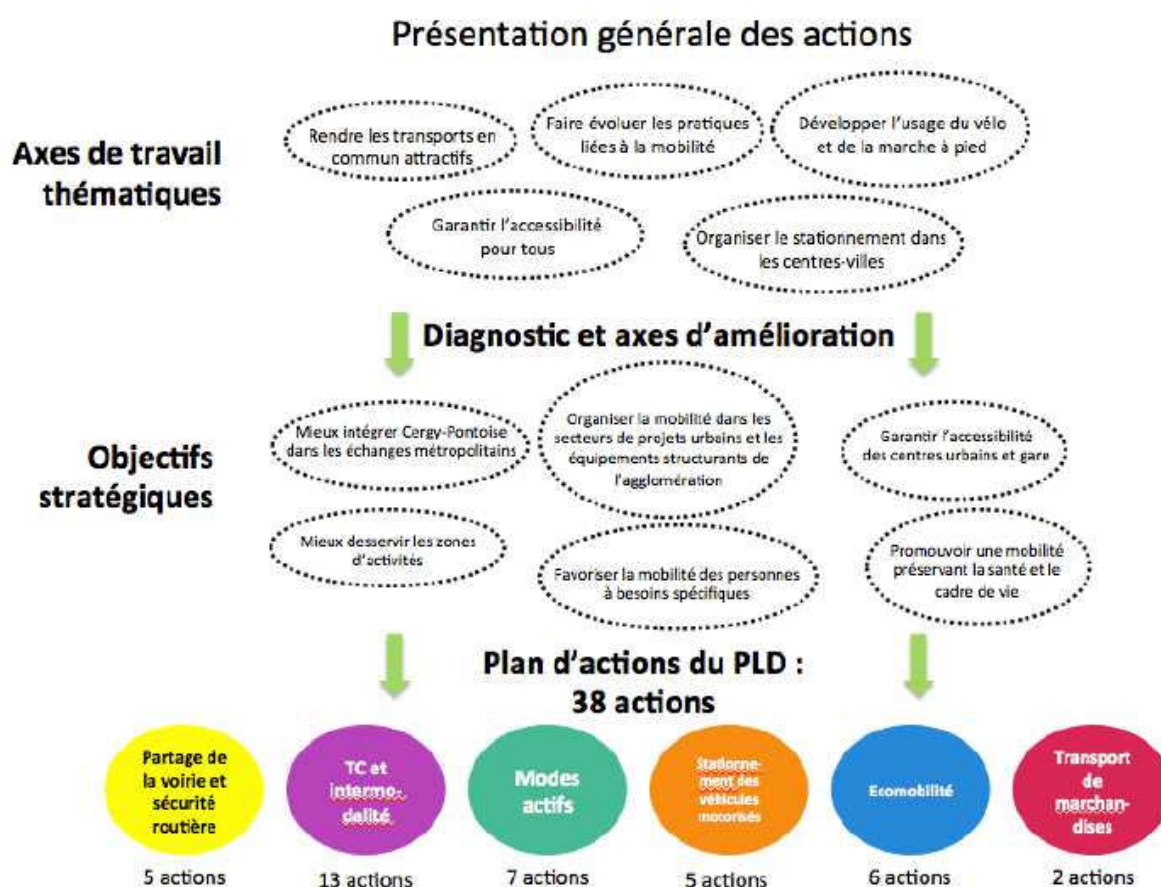 Présentation générale des actions
Axes de travail
thématiques
Rendre les transports en
commun attractifs
Faire évoluer les pratiques
liées à la mobilité
Développer l'usage du vélo
et de la marche à pied
Garantir l'accessibilité
pour tous
Organiser le stationnement dans
les centres-villes
Diagnostic et axes d'amélioration
Objectifs
stratégiques
Mieux intégrer Cergy-Pontoise
dans les échanges métropolitains
Organiser la mobilité dans les
secteurs de projets urbains et les
équipements structurants de
l'agglomération
Garantir l'accessibilité
des centres urbains et gare
Mieux desservir les zones
d'activités
Favoriser la mobilité des personnes
à besoins spécifiques
Promouvoir une mobilité
préservant la santé et le
cadre de vie
Plan d'actions du PLD :
38 actions
Partage de
la voirie et
sécurité
routière
TC et
intermo-
dalité
Modes
actifs
Stationne-
ment des
véhicules
motorisés
Ecomobilité
Transport
de
marchan-
dises
5 actions
13 actions
7 actions
5 actions
6 actions
2 actions